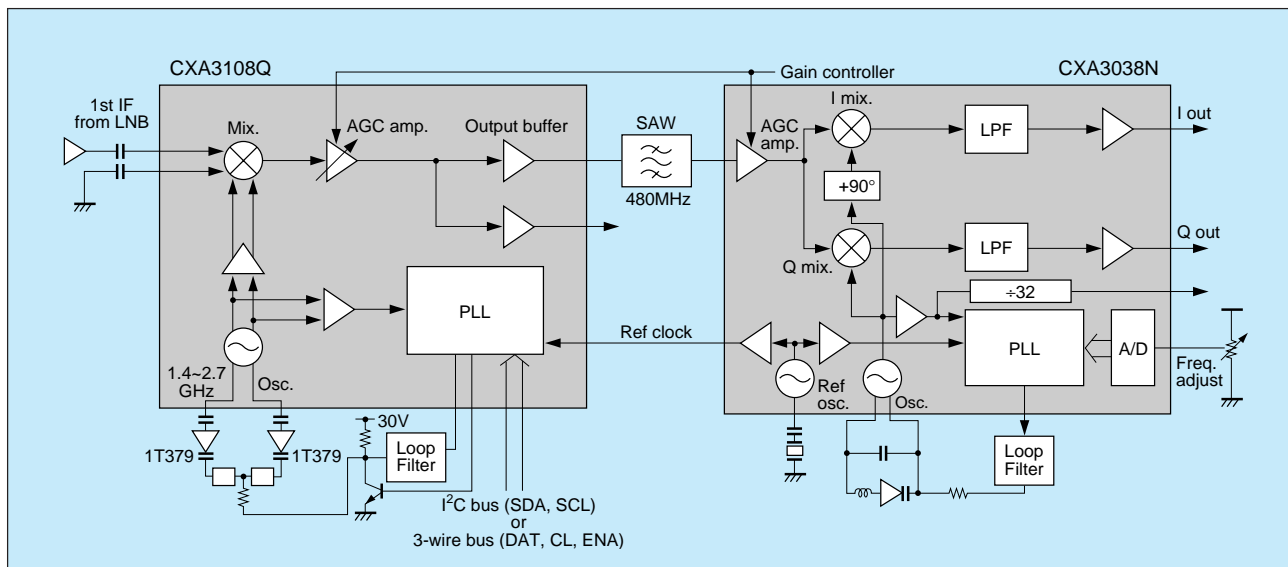 CXA3108Q
CXA3038N
Gain controller
1st IF
from LNB
Mix.
AGC amp.
Output buffer
SAW
480MHz
AGC
amp.
I mix.
LPF
I out
+90°
Q mix.
LPF
Q out
÷32
PLL
Ref clock
PLL
A/D
Freq.
adjust
1.4~2.7
GHz
Osc.
Ref
osc.
Osc.
1T379
1T379
30V
Loop
Filter
Loop
Filter
I²C bus (SDA, SCL)
or
3-wire bus (DAT, CL, ENA)